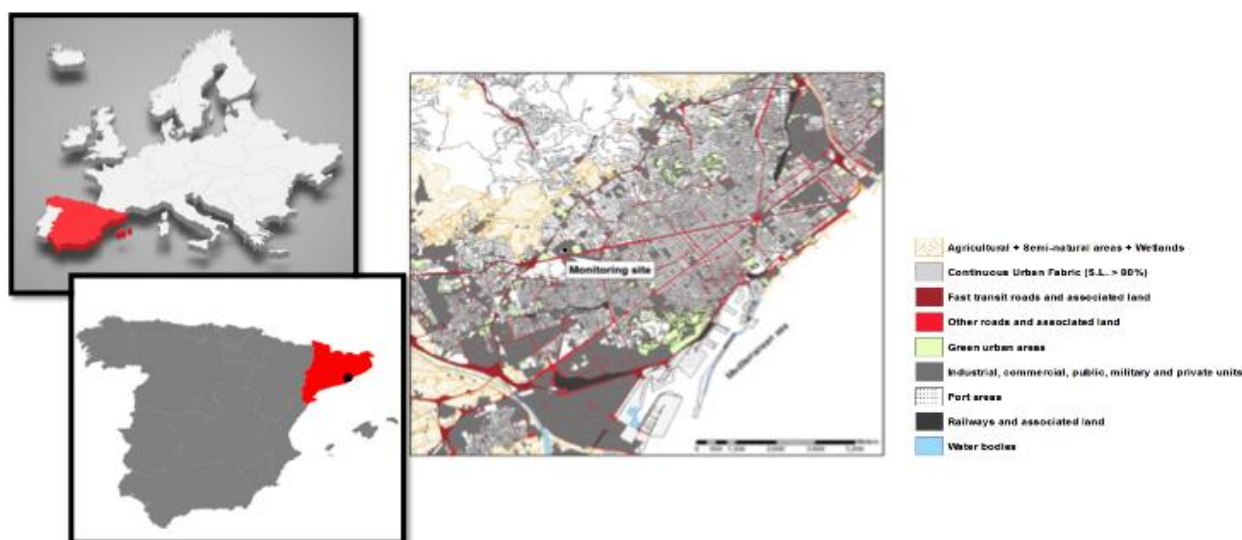 Monitoring site
Mediterranean sea
Agricultural + Semi-natural areas + Wetlands
Continuous Urban Fabric (S.L. > 80%)
Fast transit roads and associated land
Other roads and associated land
Green urban areas
Industrial, commercial, public, military and private units
Port areas
Railways and associated land
Water bodies